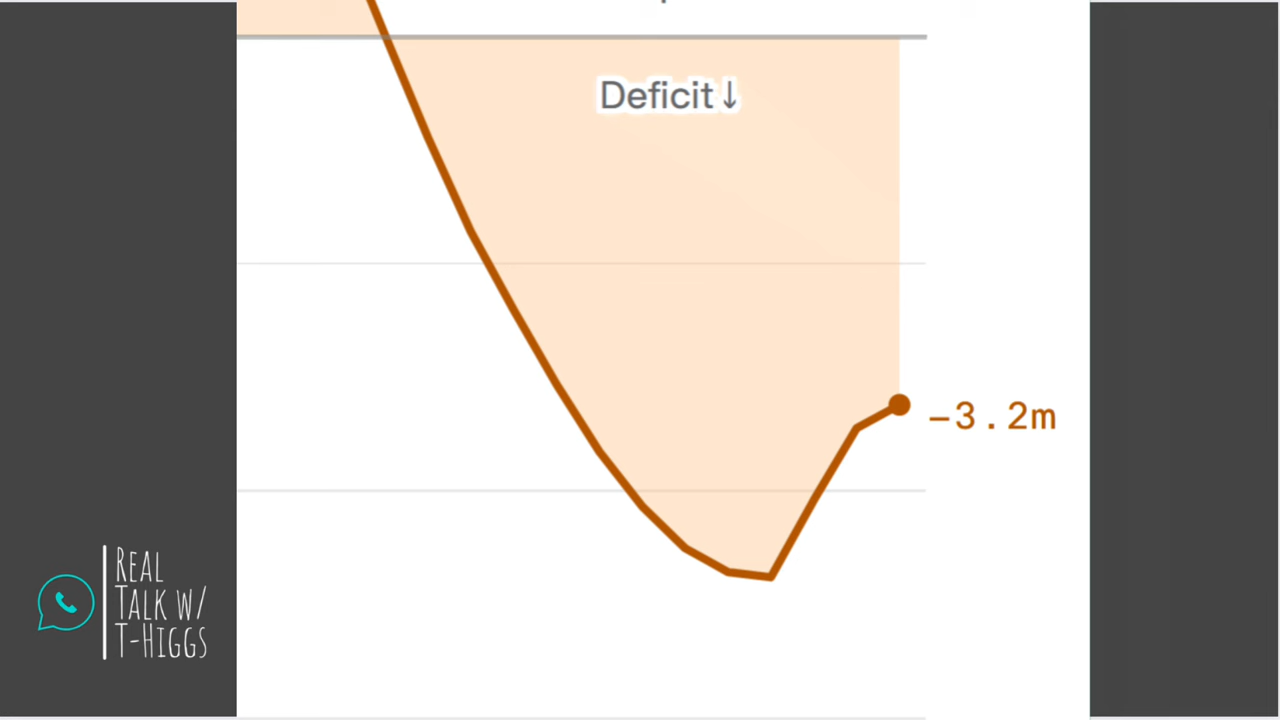 Deficit↓
-3.2m
REAL
TALK W/
T-HIGGS